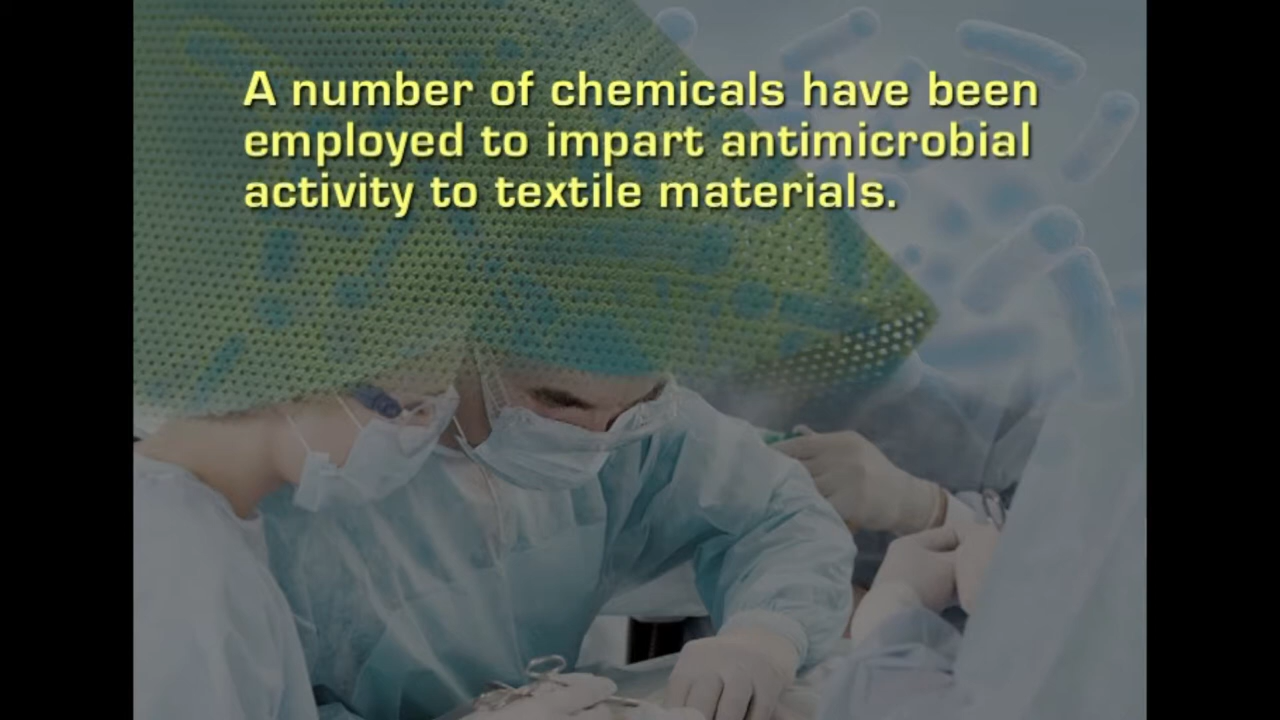 A number of chemicals have been
employed to impart antimicrobial
activity to textile materials.